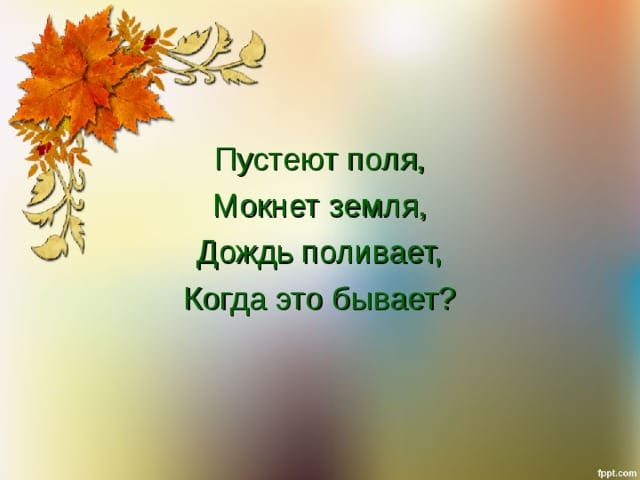 Пустеют поля,
Мокнет земля,
Дождь поливает,
Когда это бывает?
fppt.com